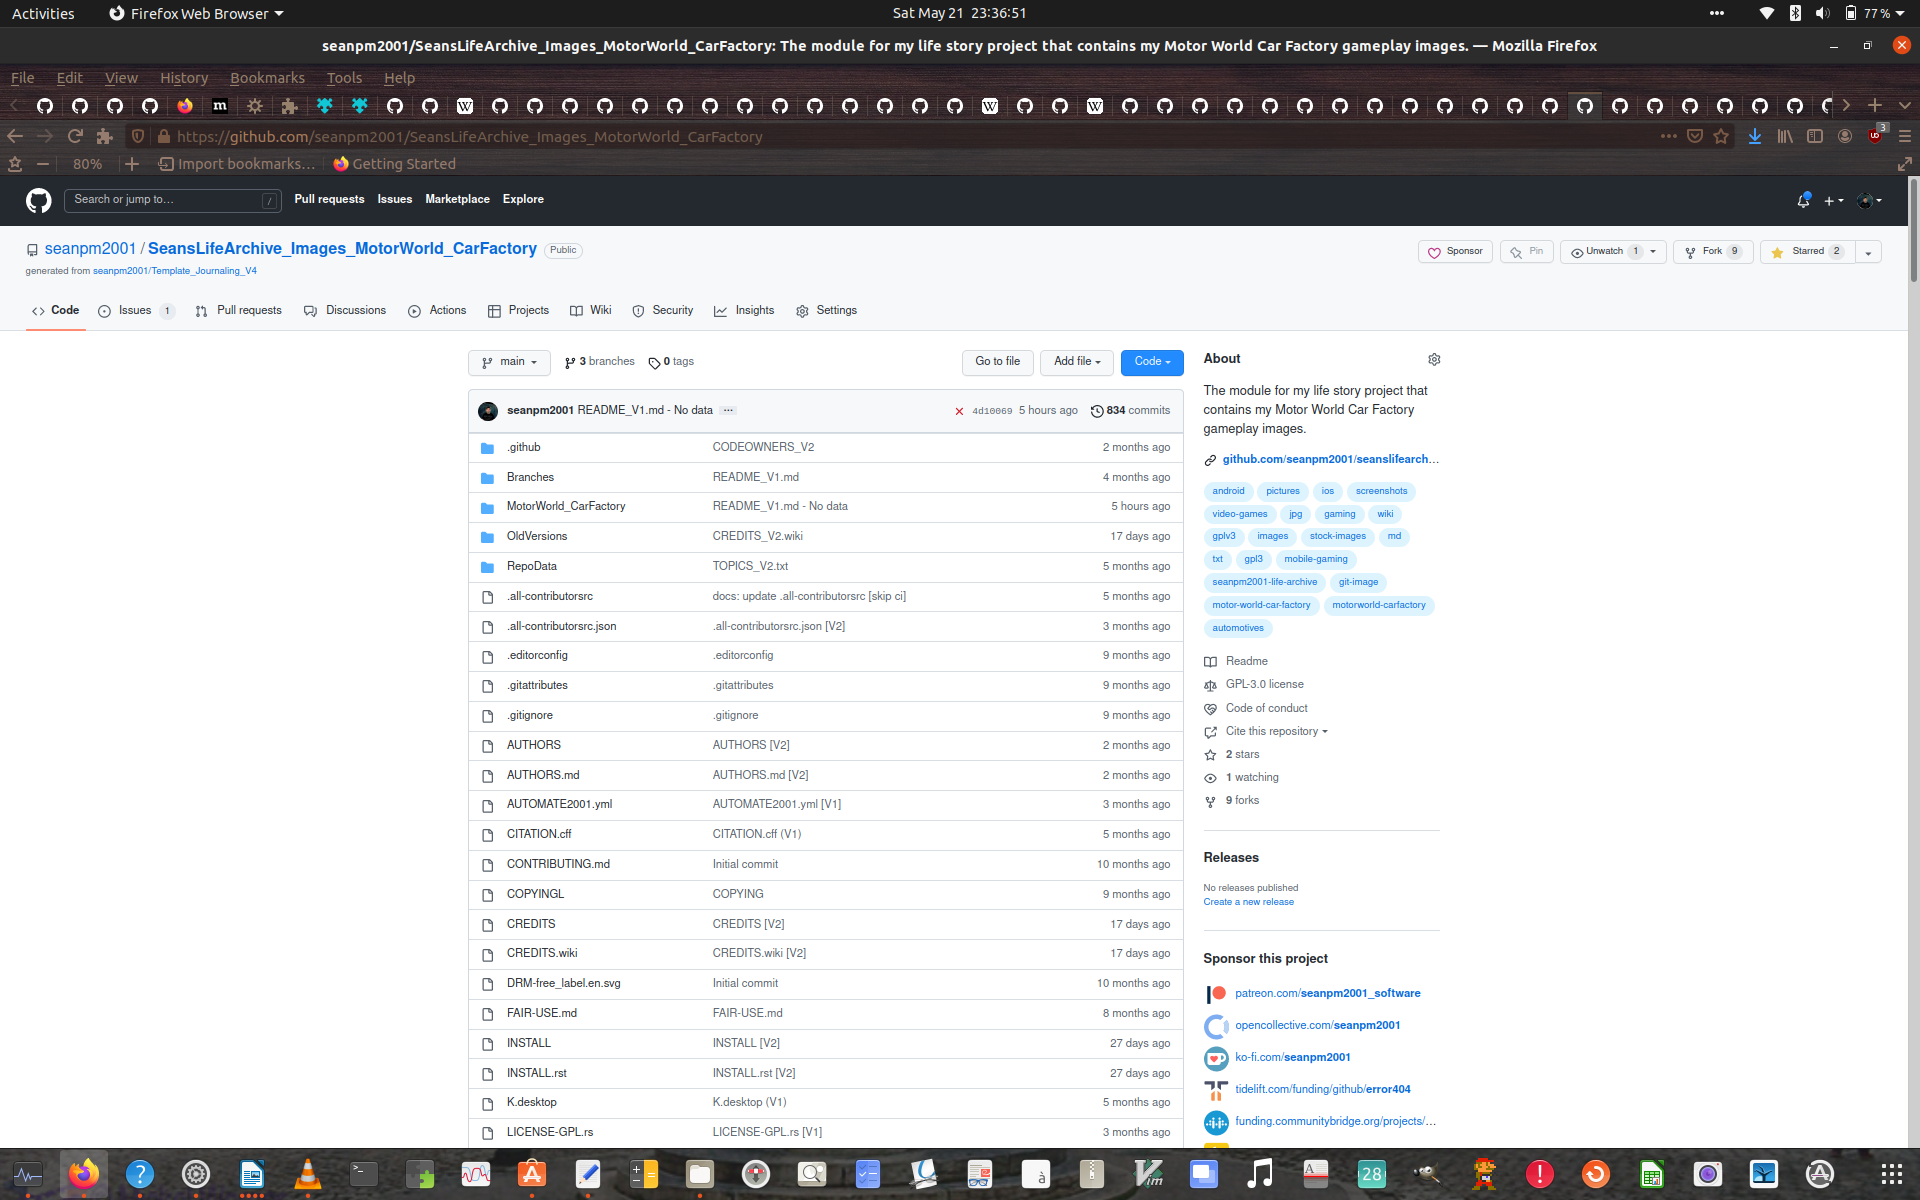 Activities
Firefox Web Browser
Sat May 21 23:36:51
77 %
seanpm2001/SeansLifeArchive_Images_MotorWorld_CarFactory: The module for my life story project that contains my Motor World Car Factory gameplay images. — Mozilla Firefox
File Edit View History Bookmarks Tools Help
https://github.com/seanpm2001/SeansLifeArchive_Images_MotorWorld_CarFactory
3
80%
Import bookmarks...
Getting Started
Search or jump to...
/
Pull requests Issues Marketplace Explore
seanpm2001 / SeansLifeArchive_Images_MotorWorld_CarFactory Public
generated from seanpm2001/Template_Journaling_V4
Sponsor Pin Unwatch 1 Fork 9 Starred 2
Code Issues 1 Pull requests Discussions Actions Projects Wiki Security Insights Settings
main 3 branches 0 tags Go to file Add file Code
seanpm2001 README_V1.md - No data ... 4d10069 5 hours ago 834 commits
.github CODEOWNERS_V2 2 months ago
Branches README_V1.md 4 months ago
MotorWorld_CarFactory README_V1.md - No data 5 hours ago
OldVersions CREDITS_V2.wiki 17 days ago
RepoData TOPICS_V2.txt 5 months ago
.all-contributorsrc docs: update .all-contributorsrc [skip ci] 5 months ago
.all-contributorsrc.json .all-contributorsrc.json [V2] 3 months ago
.editorconfig .editorconfig 9 months ago
.gitattributes .gitattributes 9 months ago
.gitignore .gitignore 9 months ago
AUTHORS AUTHORS [V2] 2 months ago
AUTHORS.md AUTHORS.md [V2] 2 months ago
AUTOMATE2001.yml AUTOMATE2001.yml [V1] 3 months ago
CITATION.cff CITATION.cff (V1) 5 months ago
CONTRIBUTING.md Initial commit 10 months ago
COPYINGL COPYING 9 months ago
CREDITS CREDITS [V2] 17 days ago
CREDITS.wiki CREDITS.wiki [V2] 17 days ago
DRM-free_label.en.svg Initial commit 10 months ago
FAIR-USE.md FAIR-USE.md 8 months ago
INSTALL INSTALL [V2] 27 days ago
INSTALL.rst INSTALL.rst [V2] 27 days ago
K.desktop K.desktop (V1) 5 months ago
LICENSE-GPL.rs LICENSE-GPL.rs [V1] 3 months ago
About
The module for my life story project that
contains my Motor World Car Factory
gameplay images.
github.com/seanpm2001/seanslifearch...
android pictures ios screenshots
video-games jpg gaming wiki
gplv3 images stock-images md
txt gpl3 mobile-gaming
seanpm2001-life-archive git-image
motor-world-car-factory motorworld-carfactory
automotives
Readme
GPL-3.0 license
Code of conduct
Cite this repository
2 stars
1 watching
9 forks
Releases
No releases published
Create a new release
Sponsor this project
patreon.com/seanpm2001_software
opencollective.com/seanpm2001
ko-fi.com/seanpm2001
tidelift.com/funding/github/error404
funding.communitybridge.org/projects/...
28